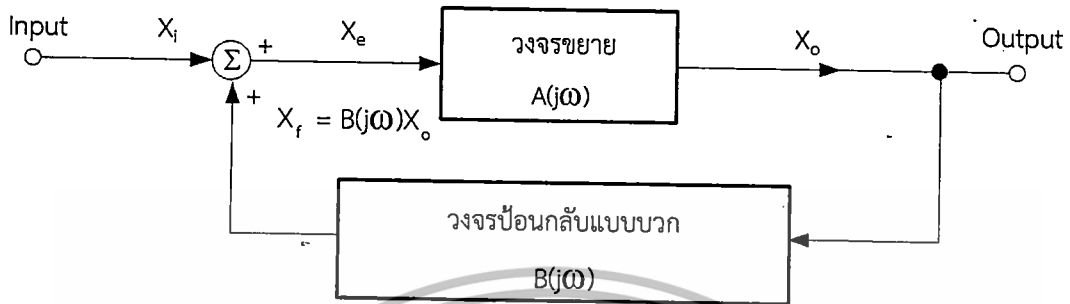 Input
Xi
+
Xe
วงจรขยาย
A(jω)
Xo
Output
Σ
+
Xf = B(jω)Xo
วงจรป้อนกลับแบบบวก
B(jω)